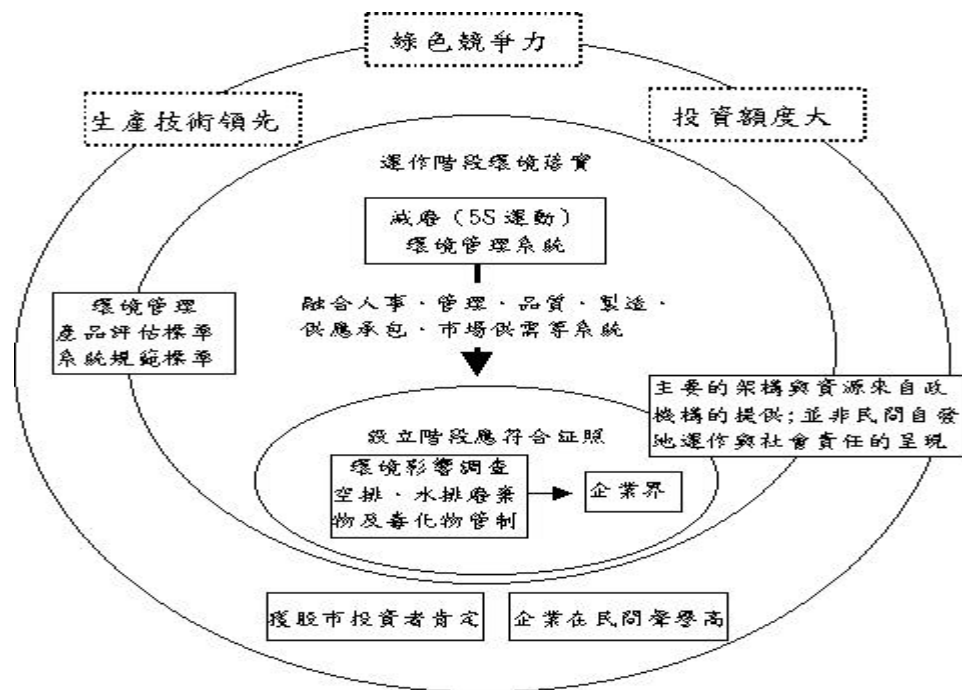 綠色競爭力
生產技術領先
投資額度大
運作階段環境落實
減廢（5S運動）
環境管理系統
融合人事、管理、品質、製造、
供應承包、市場供需等系統
環境管理
產品評估標準
系統規範標準
主要的架構與資源來自政
機構的提供;並非民間自發
地運作與社會責任的呈現
設立階段應符合証照
環境影響調查
空排、水排廢棄
物及毒化物管制
企業界
獲股市投資者肯定
企業在民間聲譽高